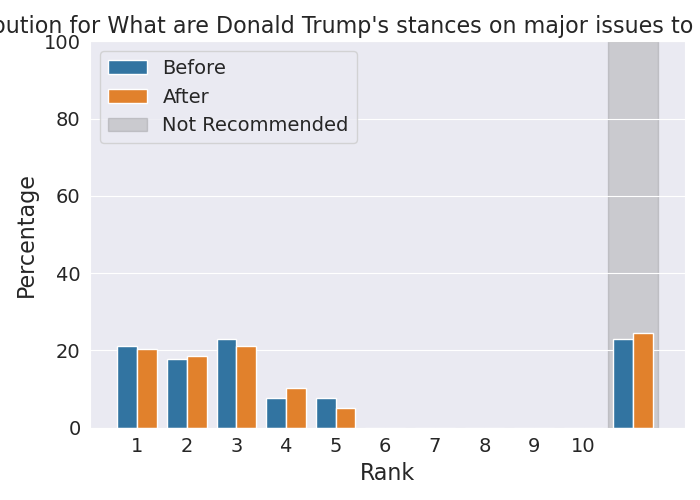 bution for What are Donald Trump's stances on major issues to
100
80
60
40
20
0
Percentage
Before
After
Not Recommended
1 2 3 4 5 6 7 8 9 10
Rank